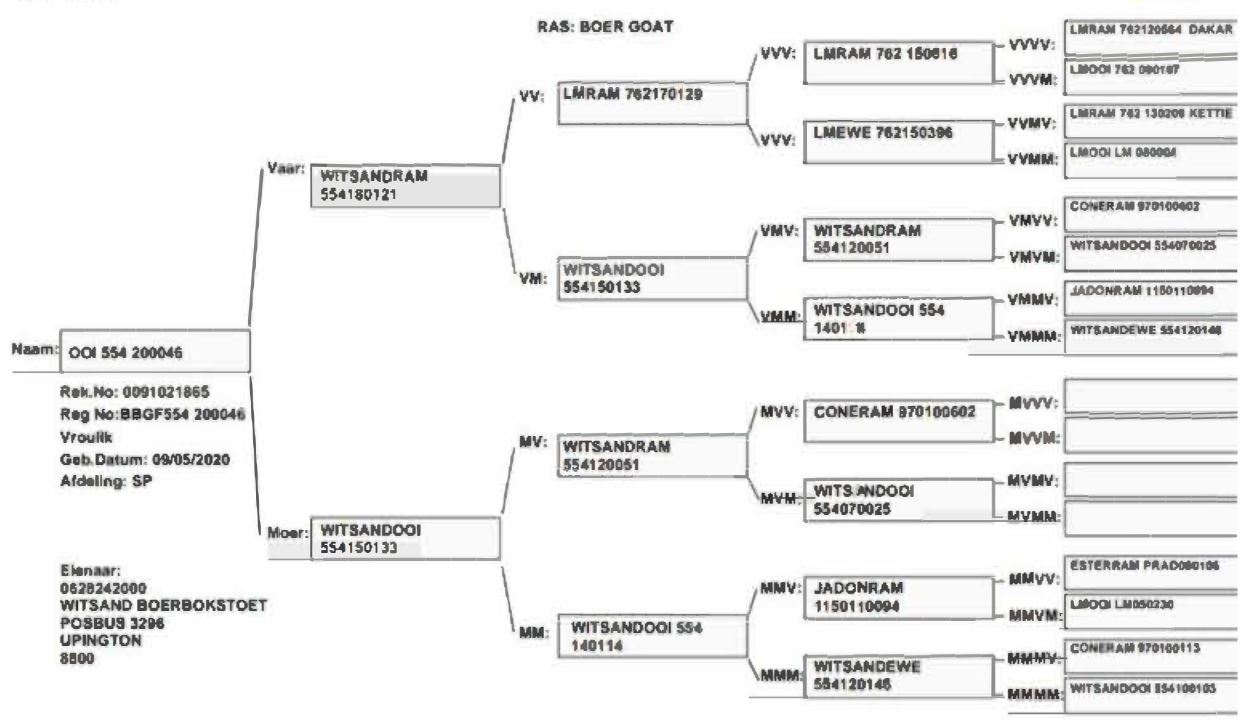 RAS: BOER GOAT
Naam: OOI 554 200046
Rek.No: 0091021865
Reg No:BBGF554 200046
Vroulik
Geb.Datum: 09/05/2020
Afdeling: SP
Eienaar:
0628242000
WITSAND BOERBOKSTOET
POSBUS 3296
UPINGTON
8800
Vaar: WITSANDRAM
554180121
Moer: WITSANDOOI
554150133
VV: LMRAM 762170129
VM: WITSANDOOI
554150133
MV: WITSANDRAM
554120051
MM: WITSANDOOI 554
140114
VVV: LMRAM 762 150616
VVV: LMEWE 762150396
VMV: WITSANDRAM
554120051
VMM: WITSANDOOI 554
MVV: CONERAM 970100602
MVM: WITSANDOOI
554070025
MMV: JADONRAM
1150110094
MMM: WITSANDEWE
554120146
VVVV: LMRAM 762120564 DAKAR
VVVM: LMOOI 762 090167
VVMV: LMRAM 762 130209 KETTIE
VVMM: LMOOI LM 080004
VMVV: CONERAM 970100602
VMVM: WITSANDOOI 554070025
VMMV: JADONRAM 1150110094
VMMM: WITSANDEWE 554120146
MVVV:
MVVM:
MVMV:
MVMM:
MMVV: ESTERRAM PRAD060106
MMVM: LMOOI LM050230
MMMV: CONERAM 970100113
MMMM: WITSANDOOI 554100103